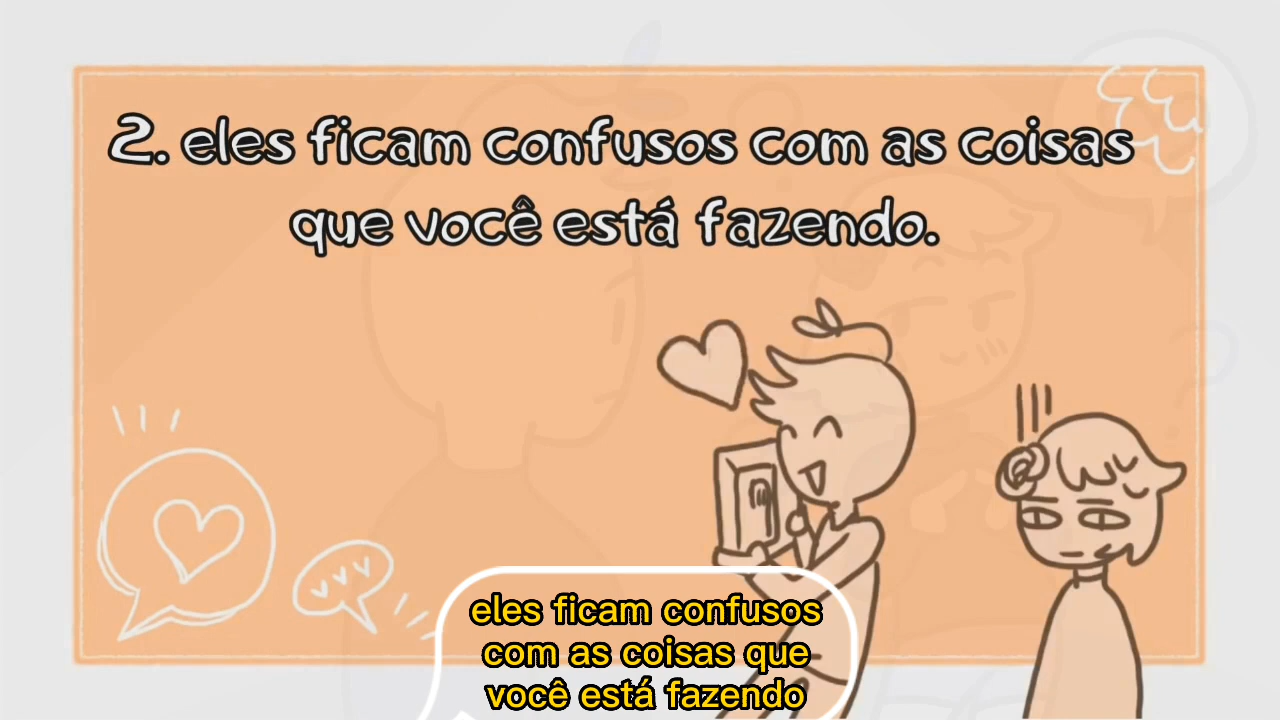 2. eles ficam confusos com as coisas
que você está fazendo.
eles ficam confusos
com as coisas que
você está fazendo